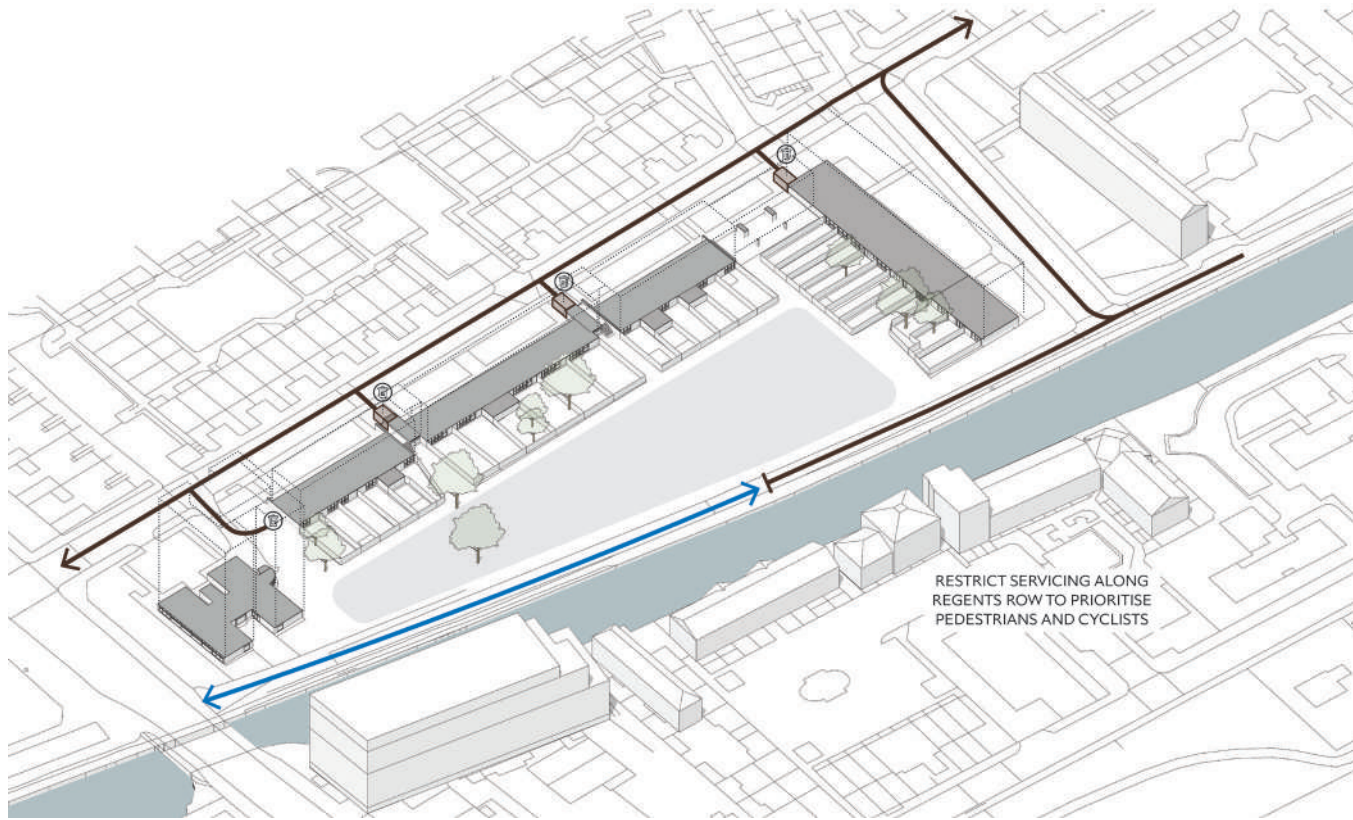 RESTRICT SERVICING ALONG
REGENTS ROW TO PRIORITISE
PEDESTRIANS AND CYCLISTS